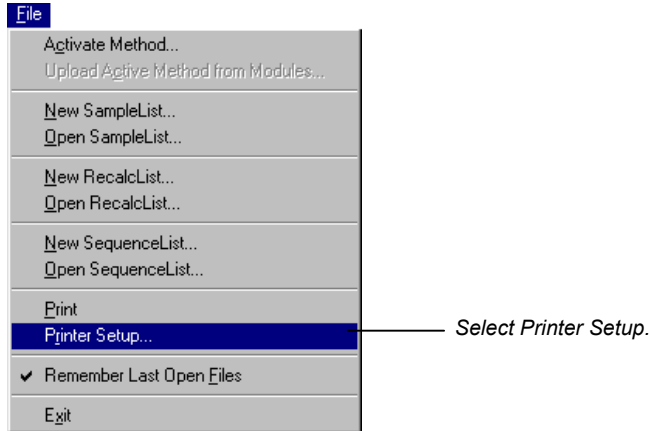 File
Activate Method...
Upload Active Method from Modules...
New SampleList...
Open SampleList...
New RecalcList...
Open RecalcList...
New SequenceList...
Open SequenceList...
Print
Printer Setup...
Select Printer Setup.
Remember Last Open Files
Exit